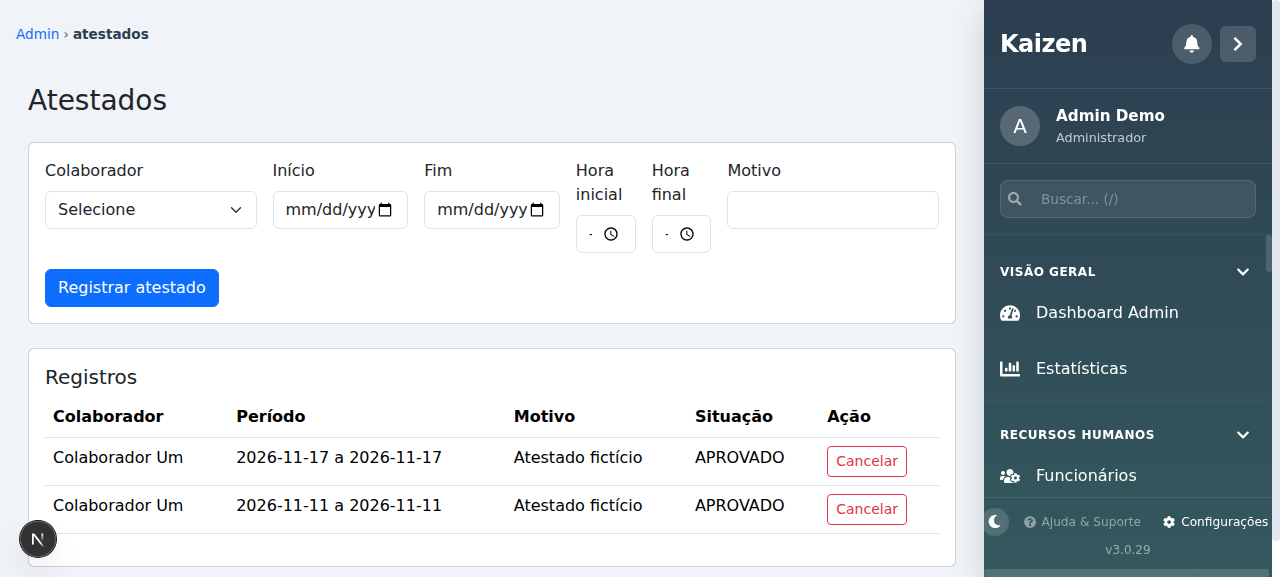 Admin › atestados
Atestados
Colaborador
Selecione
Início
mm/dd/yyy
Fim
mm/dd/yyy
Hora inicial
-
Hora final
-
Motivo
Registrar atestado
Registros
Colaborador Período Motivo Situação Ação
Colaborador Um 2026-11-17 a 2026-11-17 Atestado fictício APROVADO Cancelar
Colaborador Um 2026-11-11 a 2026-11-11 Atestado fictício APROVADO Cancelar
N
Kaizen
A
Admin Demo
Administrador
Buscar... (/)
VISÃO GERAL
Dashboard Admin
Estatísticas
RECURSOS HUMANOS
Funcionários
Ajuda & Suporte Configurações
v3.0.29